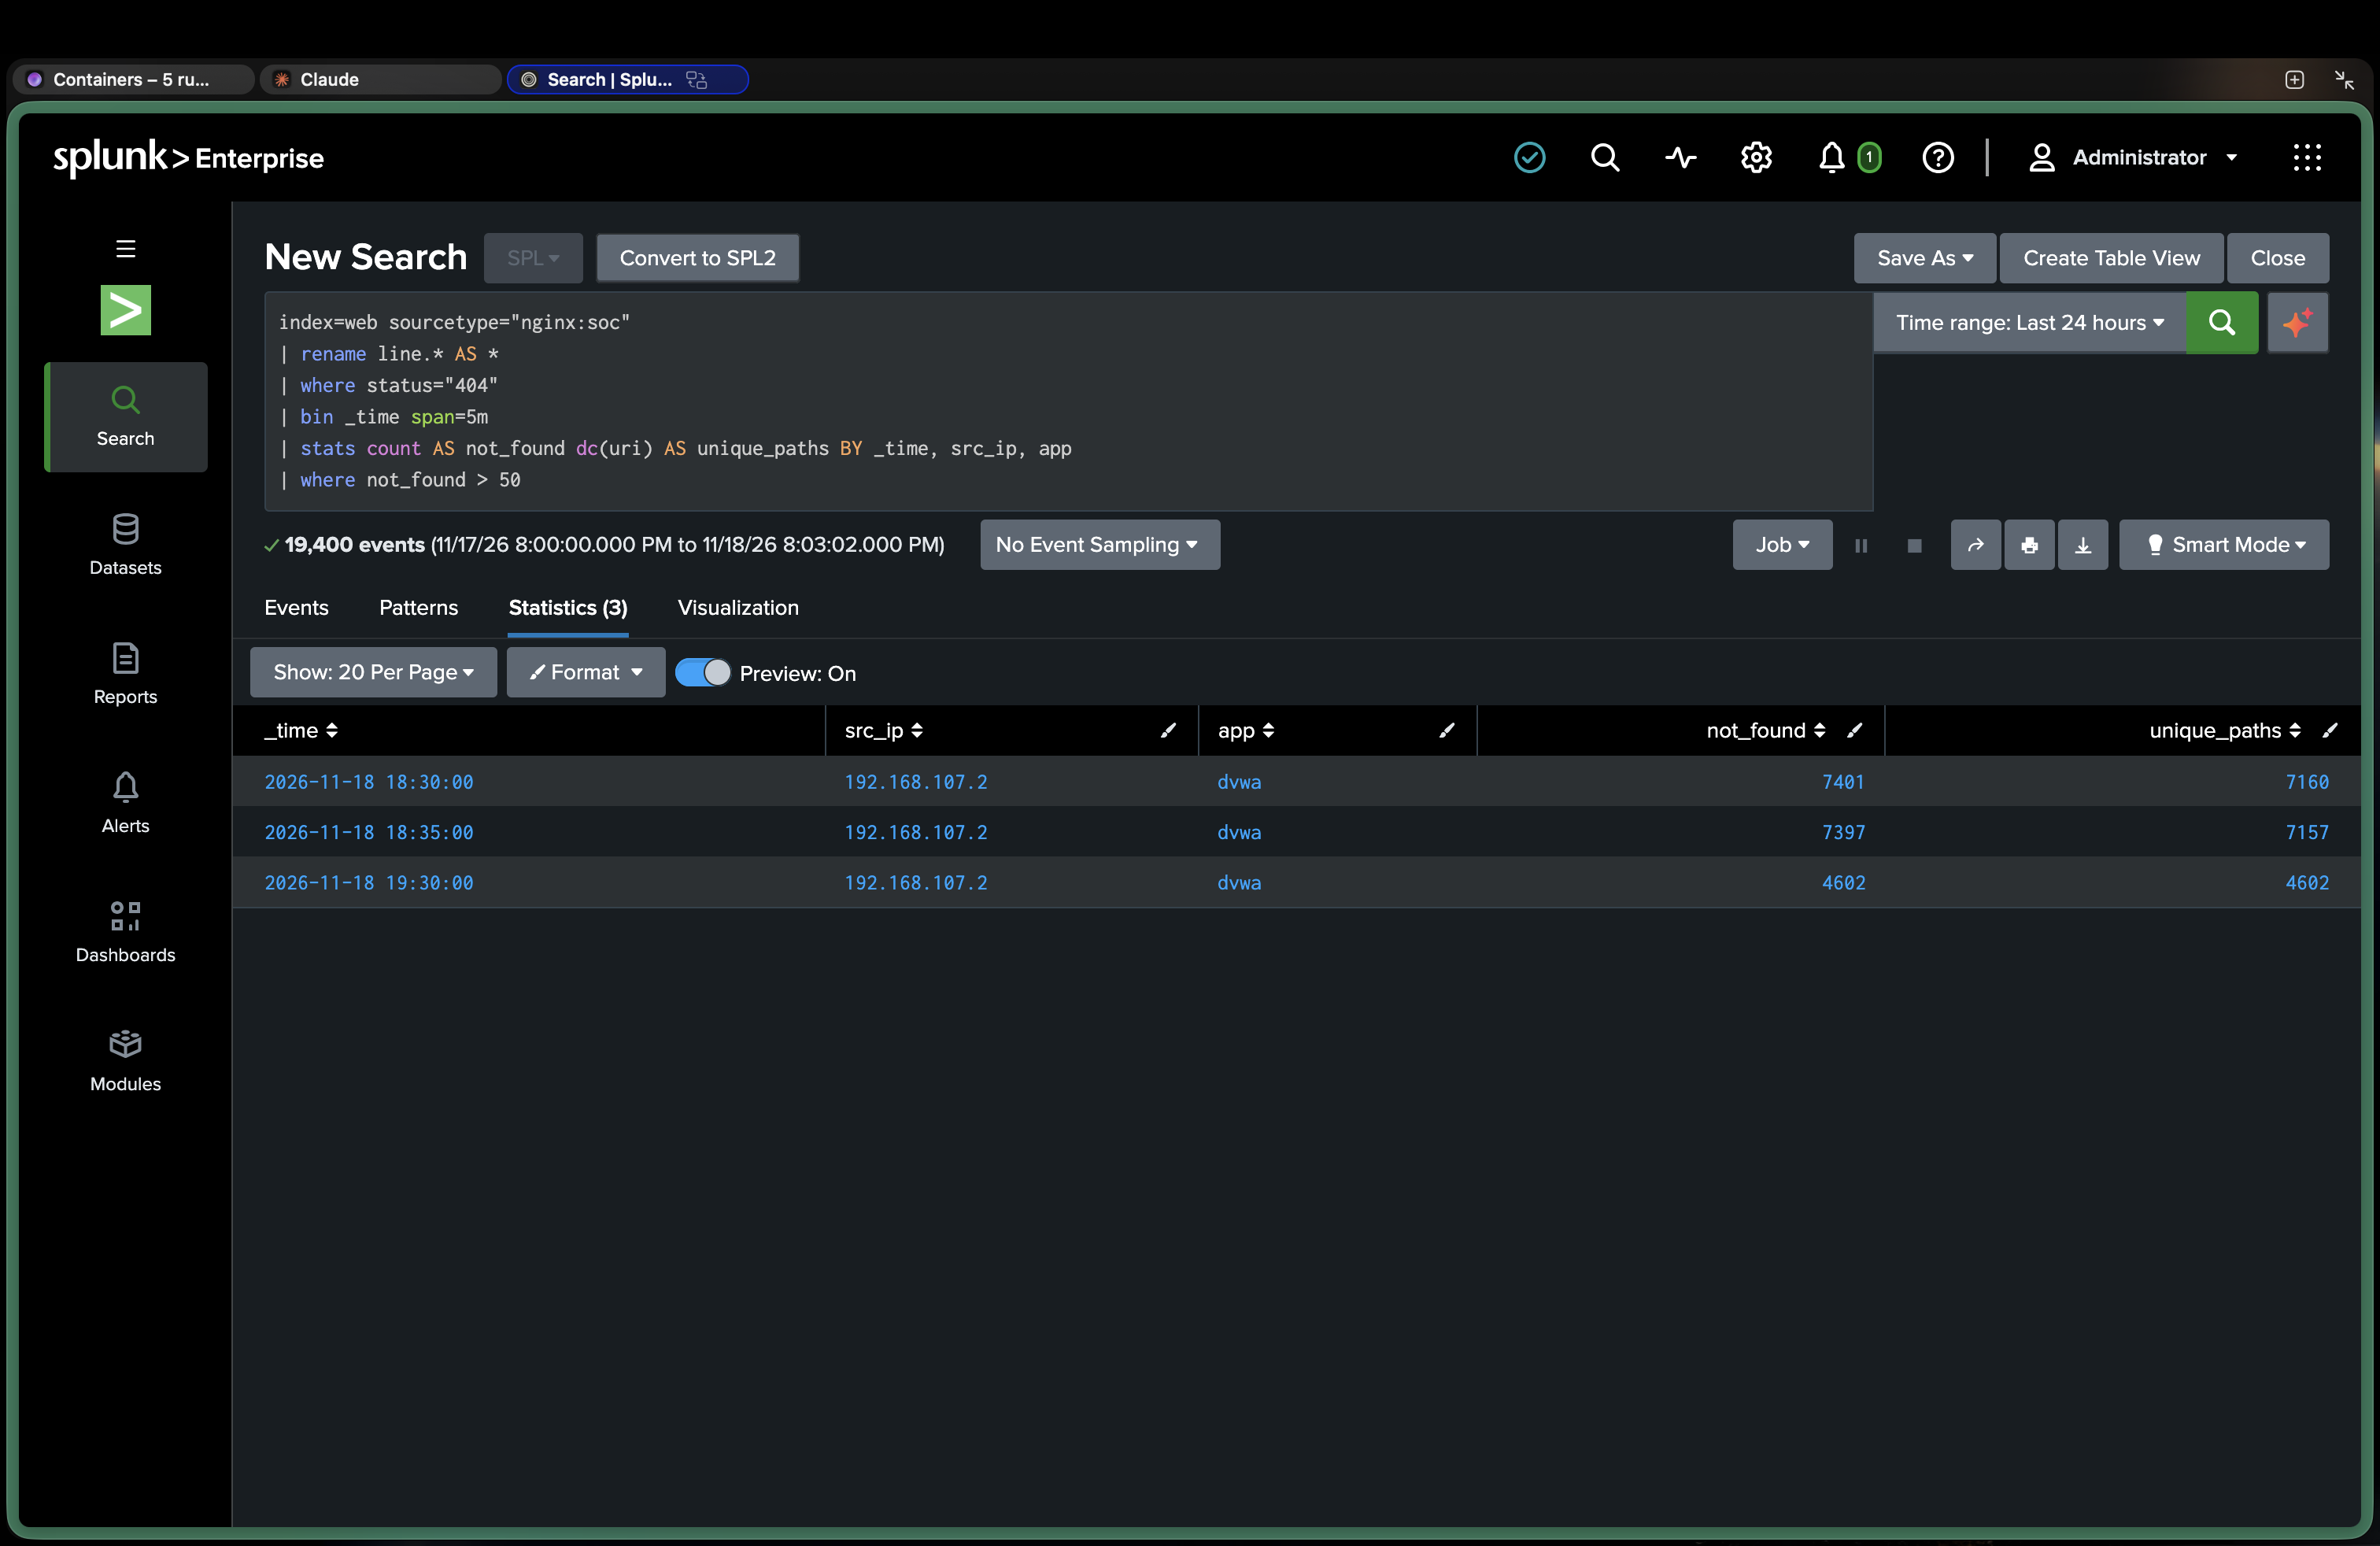 Containers – 5 ru...
Claude
Search | Splu...
splunk> Enterprise
1
Administrator
New Search
SPL
Convert to SPL2
Save As
Create Table View
Close
index=web sourcetype="nginx:soc"
| rename line.* AS *
| where status="404"
| bin _time span=5m
| stats count AS not_found dc(uri) AS unique_paths BY _time, src_ip, app
| where not_found > 50
Time range: Last 24 hours
Search
Datasets
Reports
Alerts
Dashboards
Modules
19,400 events (11/17/26 8:00:00.000 PM to 11/18/26 8:03:02.000 PM)
No Event Sampling
Job
Smart Mode
Events
Patterns
Statistics (3)
Visualization
Show: 20 Per Page
Format
Preview: On
_time src_ip app not_found unique_paths
2026-11-18 18:30:00 192.168.107.2 dvwa 7401 7160
2026-11-18 18:35:00 192.168.107.2 dvwa 7397 7157
2026-11-18 19:30:00 192.168.107.2 dvwa 4602 4602